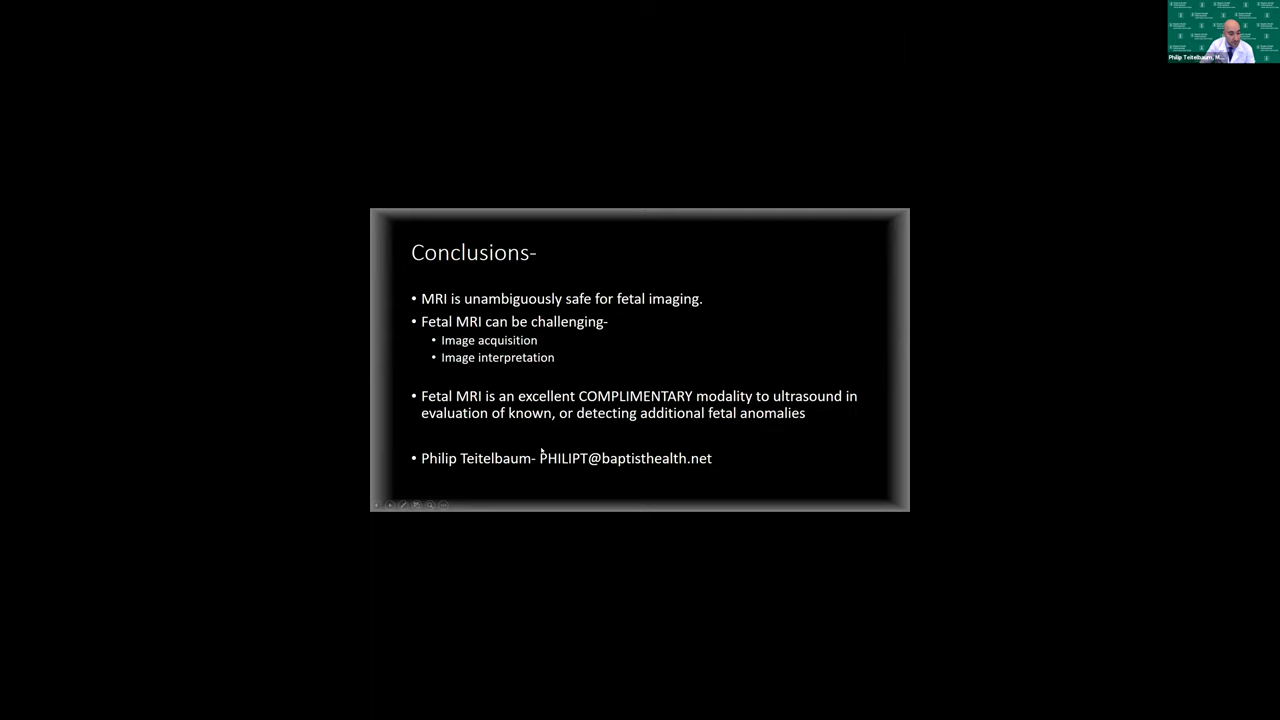 Philip Teitelbaum, M...
Conclusions-
• MRI is unambiguously safe for fetal imaging.
• Fetal MRI can be challenging-
• Image acquisition
• Image interpretation
• Fetal MRI is an excellent COMPLIMENTARY modality to ultrasound in
evaluation of known, or detecting additional fetal anomalies
• Philip Teitelbaum- PHILIPT@baptisthealth.net